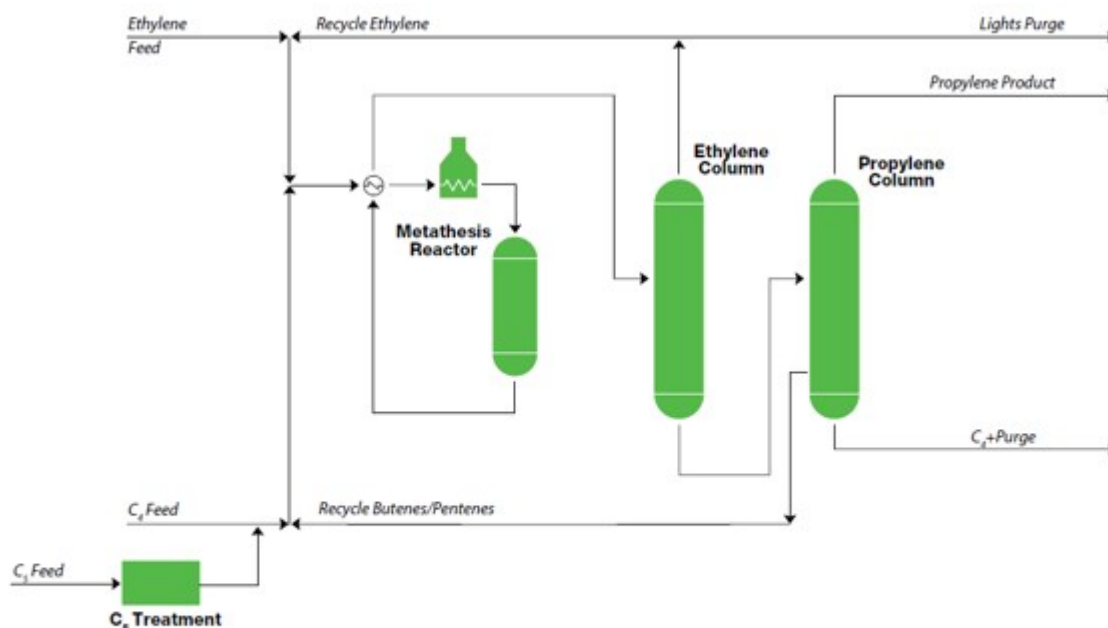 Ethylene
Feed
Recycle Ethylene
Lights Purge
Propylene Product
Ethylene
Column
Propylene
Column
Metathesis
Reactor
C₄+Purge
C₄ Feed
Recycle Butenes/Pentenes
C₅ Feed
C₅ Treatment